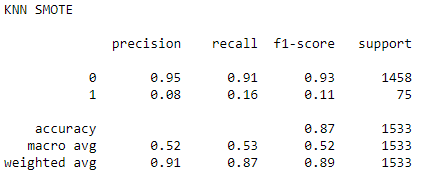 KNN SMOTE
precision recall f1-score support
0 0.95 0.91 0.93 1458
1 0.08 0.16 0.11 75
accuracy 0.87 1533
macro avg 0.52 0.53 0.52 1533
weighted avg 0.91 0.87 0.89 1533